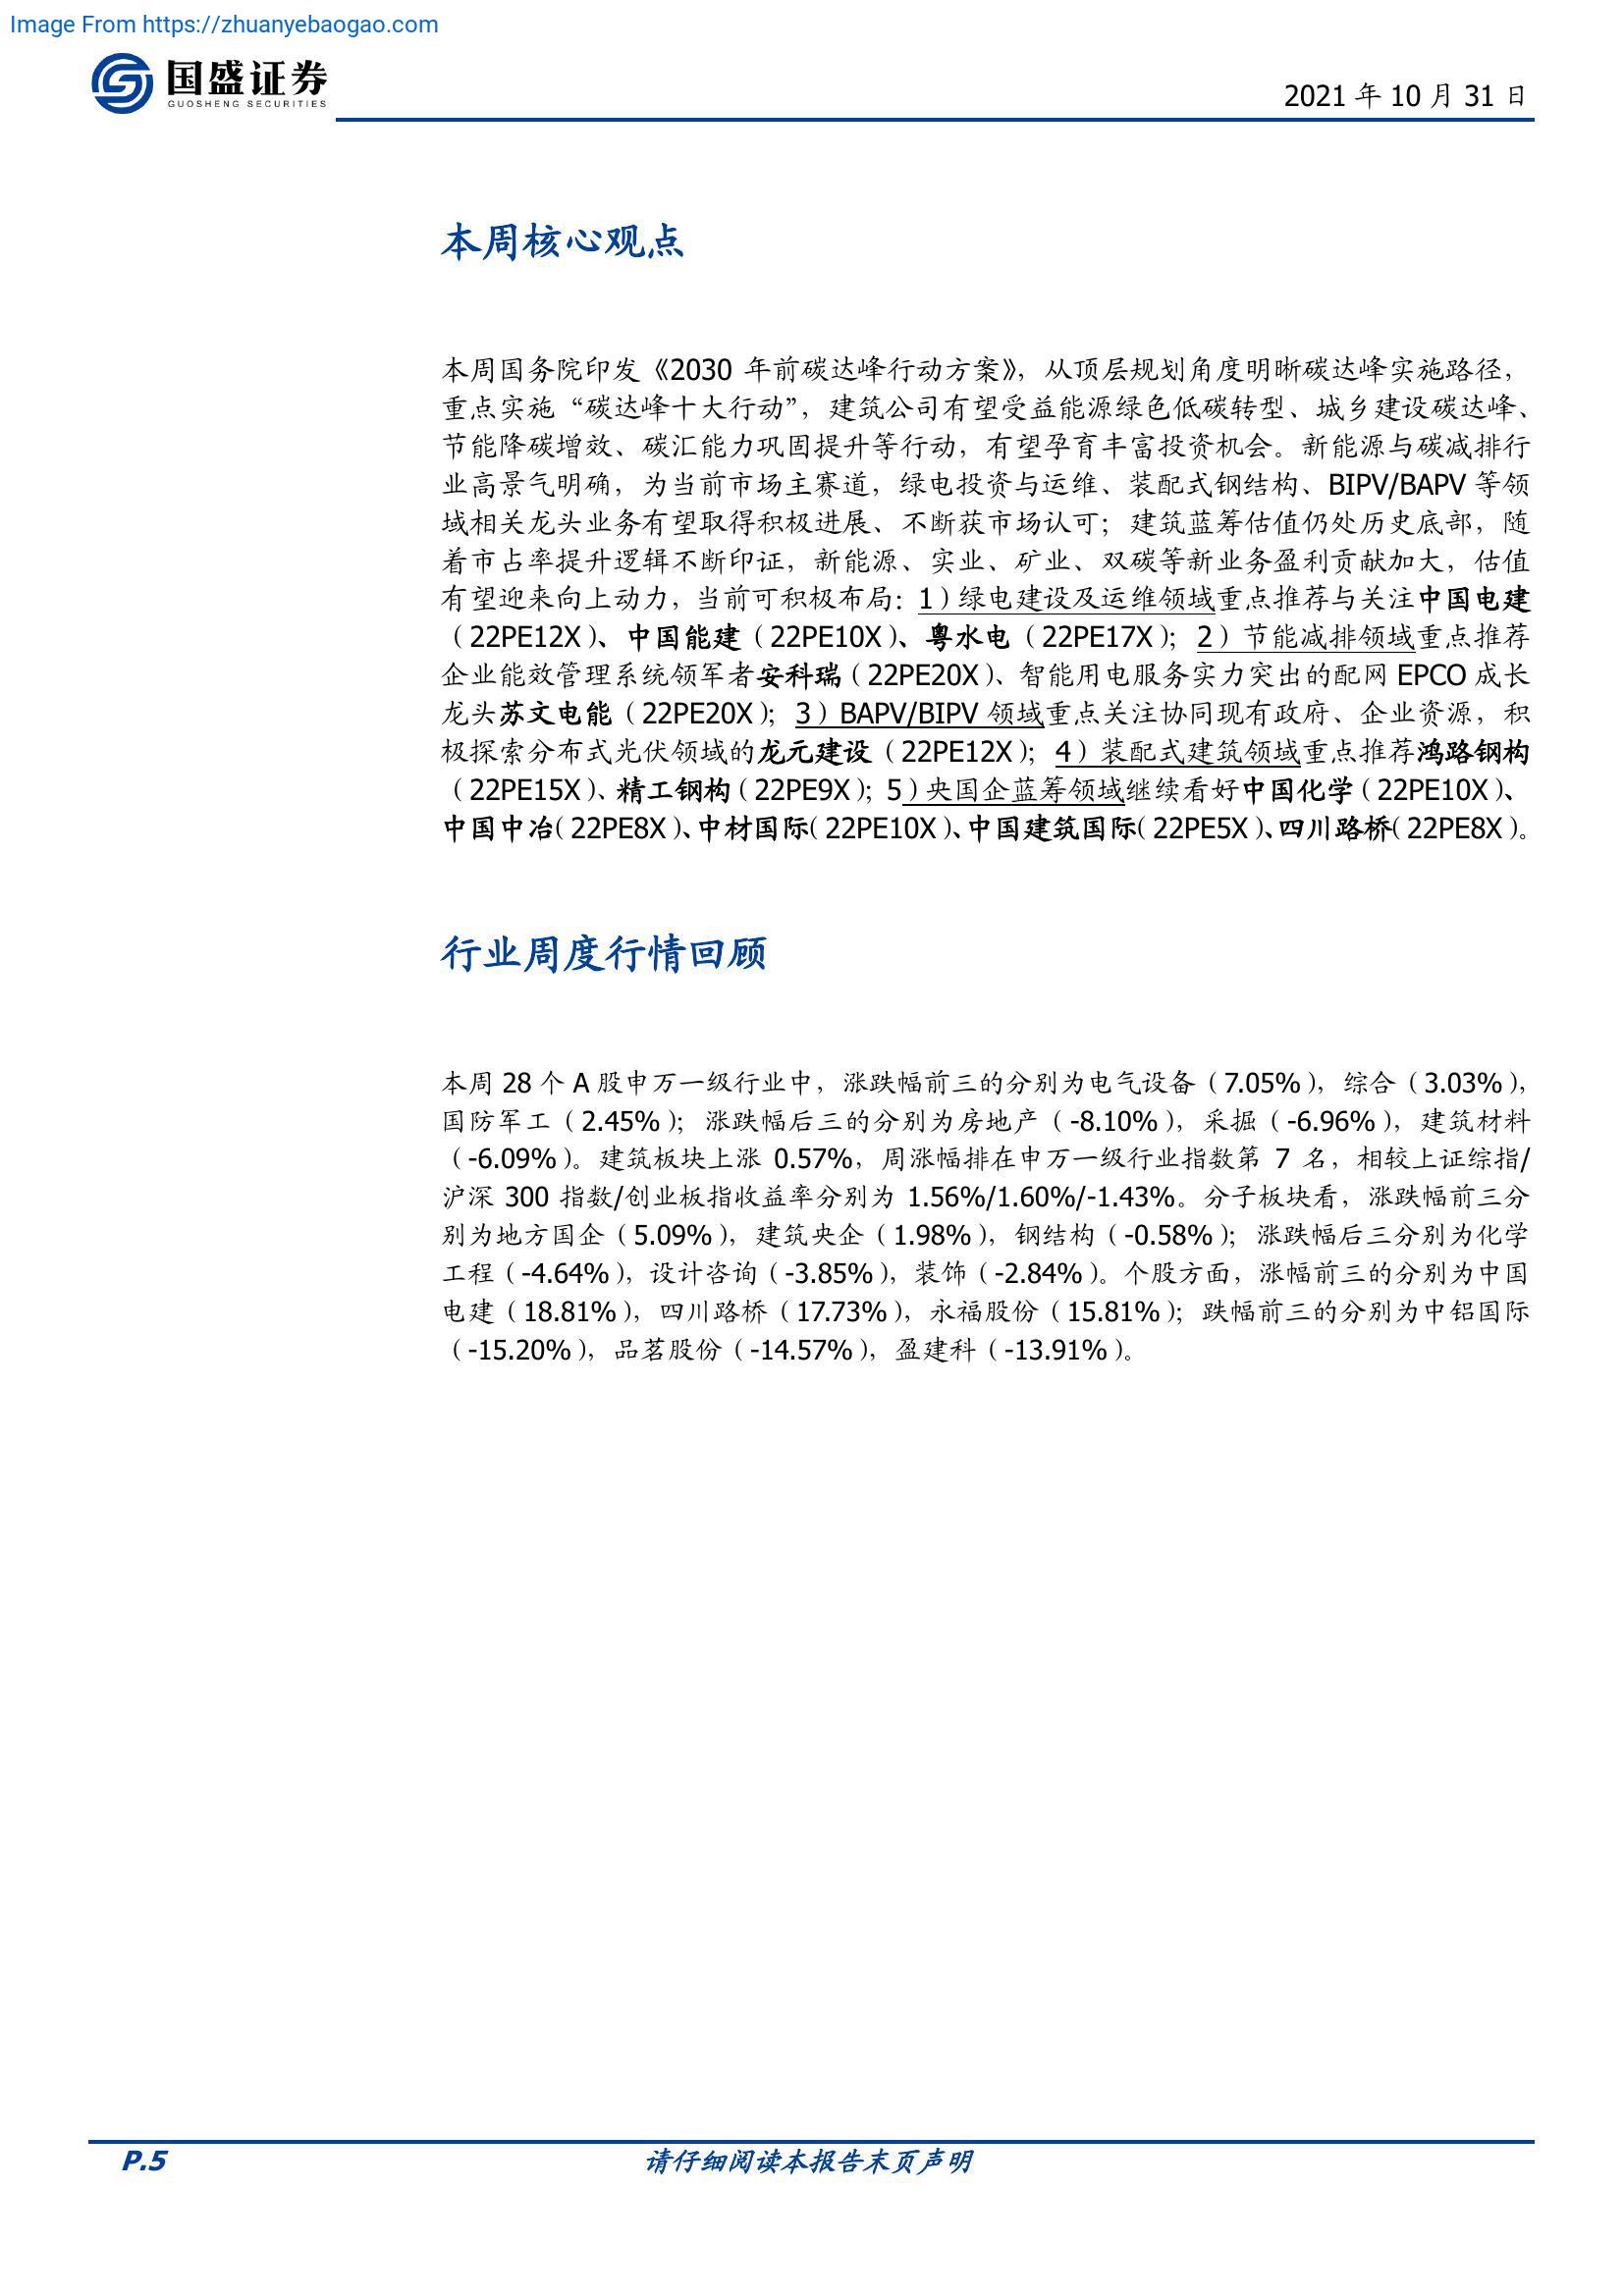 Image From https://zhuanyebaogao.com
国盛证券
GUOSHENG SECURITIES
2021 年 10 月 31 日
本周核心观点
本周国务院印发《2030 年前碳达峰行动方案》，从顶层规划角度明晰碳达峰实施路径，
重点实施“碳达峰十大行动”，建筑公司有望受益能源绿色低碳转型、城乡建设碳达峰、
节能降碳增效、碳汇能力巩固提升等行动，有望孕育丰富投资机会。新能源与碳减排行
业高景气明确，为当前市场主赛道，绿电投资与运维、装配式钢结构、BIPV/BAPV 等领
域相关龙头业务有望取得积极进展、不断获市场认可；建筑蓝筹估值仍处历史底部，随
着市占率提升逻辑不断印证，新能源、实业、矿业、双碳等新业务盈利贡献加大，估值
有望迎来向上动力，当前可积极布局：1）绿电建设及运维领域重点推荐与关注中国电建
（22PE12X）、中国能建（22PE10X）、粤水电（22PE17X）；2）节能减排领域重点推荐
企业能效管理系统领军者安科瑞（22PE20X）、智能用电服务实力突出的配网 EPCO 成长
龙头苏文电能（22PE20X）；3）BAPV/BIPV 领域重点关注协同现有政府、企业资源，积
极探索分布式光伏领域的龙元建设（22PE12X）；4）装配式建筑领域重点推荐鸿路钢构
（22PE15X）、精工钢构（22PE9X）；5）央国企蓝筹领域继续看好中国化学（22PE10X）、
中国中冶（22PE8X）、中材国际（22PE10X）、中国建筑国际（22PE5X）、四川路桥（22PE8X）。
行业周度行情回顾
本周 28 个 A 股申万一级行业中，涨跌幅前三的分别为电气设备（7.05%），综合（3.03%），
国防军工（2.45%）；涨跌幅后三的分别为房地产（-8.10%），采掘（-6.96%），建筑材料
（-6.09%）。建筑板块上涨 0.57%，周涨幅排在申万一级行业指数第 7 名，相较上证综指/
沪深 300 指数/创业板指收益率分别为 1.56%/1.60%/-1.43%。分子板块看，涨跌幅前三分
别为地方国企（5.09%），建筑央企（1.98%），钢结构（-0.58%）；涨跌幅后三分别为化学
工程（-4.64%），设计咨询（-3.85%），装饰（-2.84%）。个股方面，涨幅前三的分别为中国
电建（18.81%），四川路桥（17.73%），永福股份（15.81%）；跌幅前三的分别为中铝国际
（-15.20%），品茗股份（-14.57%），盈建科（-13.91%）。
P.5
请仔细阅读本报告末页声明